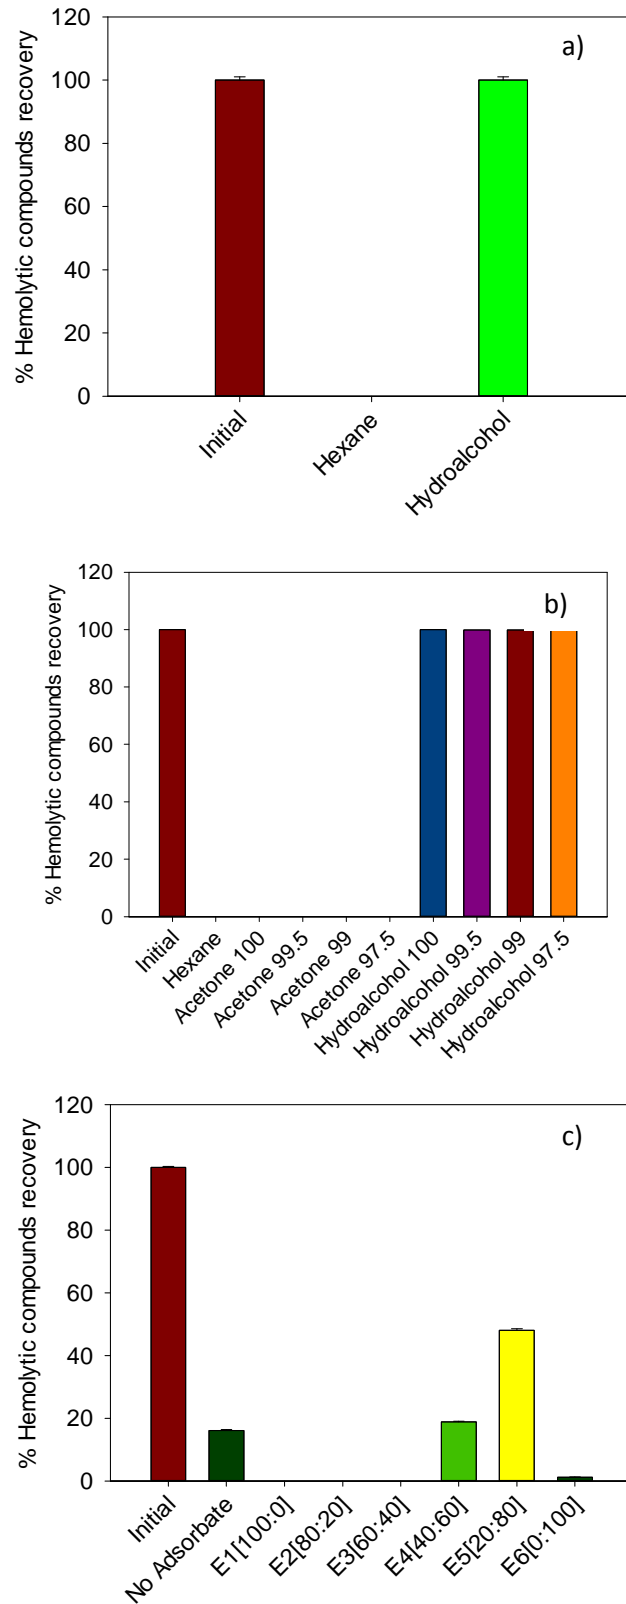 a)
% Hemolytic compounds recovery
120
100
80
60
40
20
0
Initial
Hexane
Hydroalcohol
b)
% Hemolytic compounds recovery
120
100
80
60
40
20
0
Initial
Hexane
Acetone 100
Acetone 99.5
Acetone 99
Acetone 97.5
Hydroalcohol 100
Hydroalcohol 99.5
Hydroalcohol 99
Hydroalcohol 97.5
c)
% Hemolytic compounds recovery
120
100
80
60
40
20
0
Initial
No Adsorbate
E1[100:0]
E2[80:20]
E3[60:40]
E4[40:60]
E5[20:80]
E6[0:100]